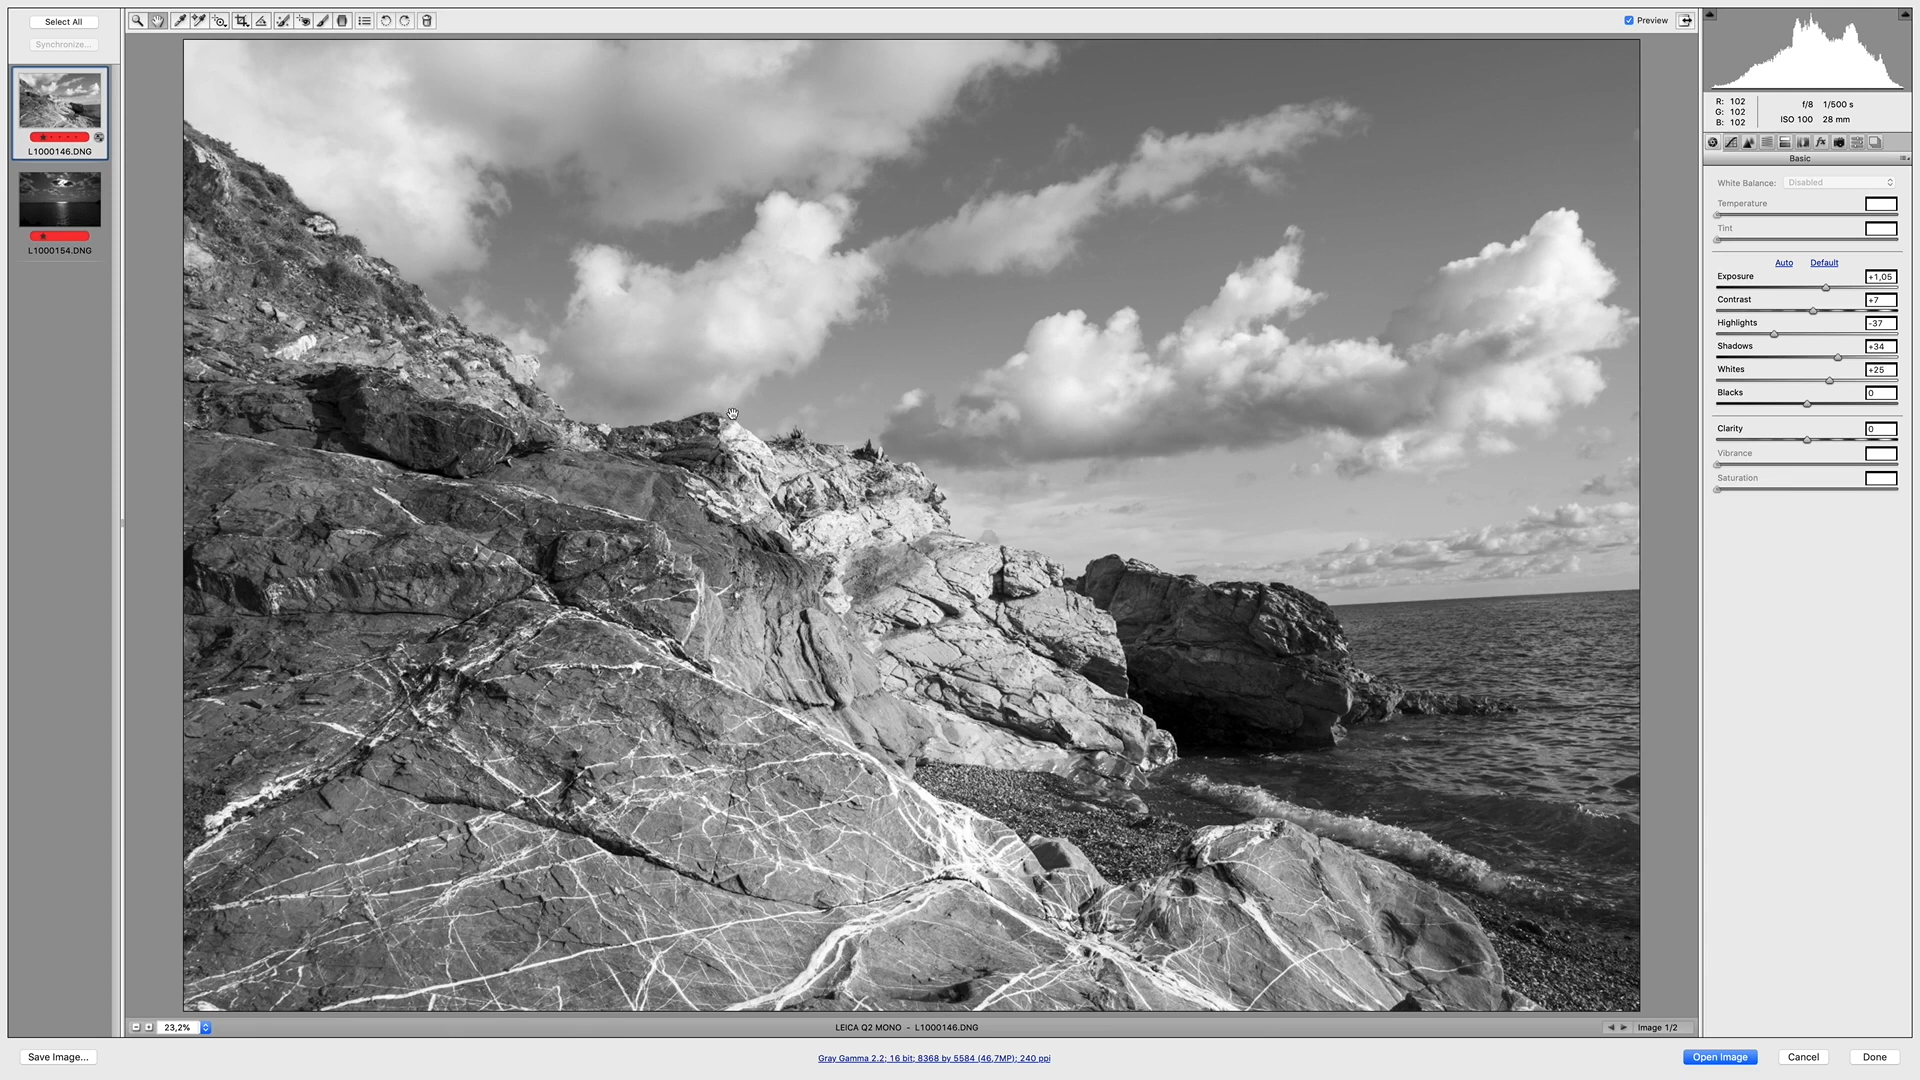 Select All
Synchronize...
L1000146.DNG
L1000154.DNG
Preview
R: 102
G: 102
B: 102
f/8 1/500 s
ISO 100 28 mm
Basic
White Balance: Disabled
Temperature
Tint
Auto Default
Exposure +1,05
Contrast +7
Highlights -37
Shadows +34
Whites +25
Blacks 0
Clarity 0
Vibrance
Saturation
23,2%
LEICA Q2 MONO - L1000146.DNG
Image 1/2
Save Image...
Gray Gamma 2.2; 16 bit; 8368 by 5584 (46,7MP); 240 ppi
Open Image
Cancel
Done